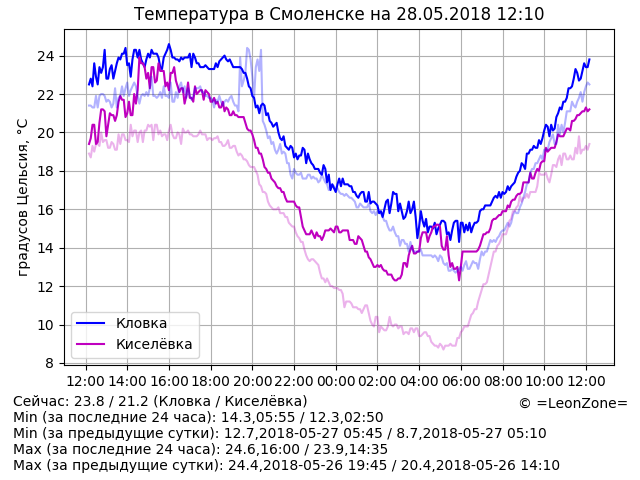 Температура в Смоленске на 28.05.2018 12:10
градусов Цельсия, °C
24
22
20
18
16
14
12
10
8
Кловка
Киселёвка
12:00 14:00 16:00 18:00 20:00 22:00 00:00 02:00 04:00 06:00 08:00 10:00 12:00
Сейчас: 23.8 / 21.2 (Кловка / Киселёвка)
© =LeonZone=
Min (за последние 24 часа): 14.3,05:55 / 12.3,02:50
Min (за предыдущие сутки): 12.7,2018-05-27 05:45 / 8.7,2018-05-27 05:10
Max (за последние 24 часа): 24.6,16:00 / 23.9,14:35
Max (за предыдущие сутки): 24.4,2018-05-26 19:45 / 20.4,2018-05-26 14:10